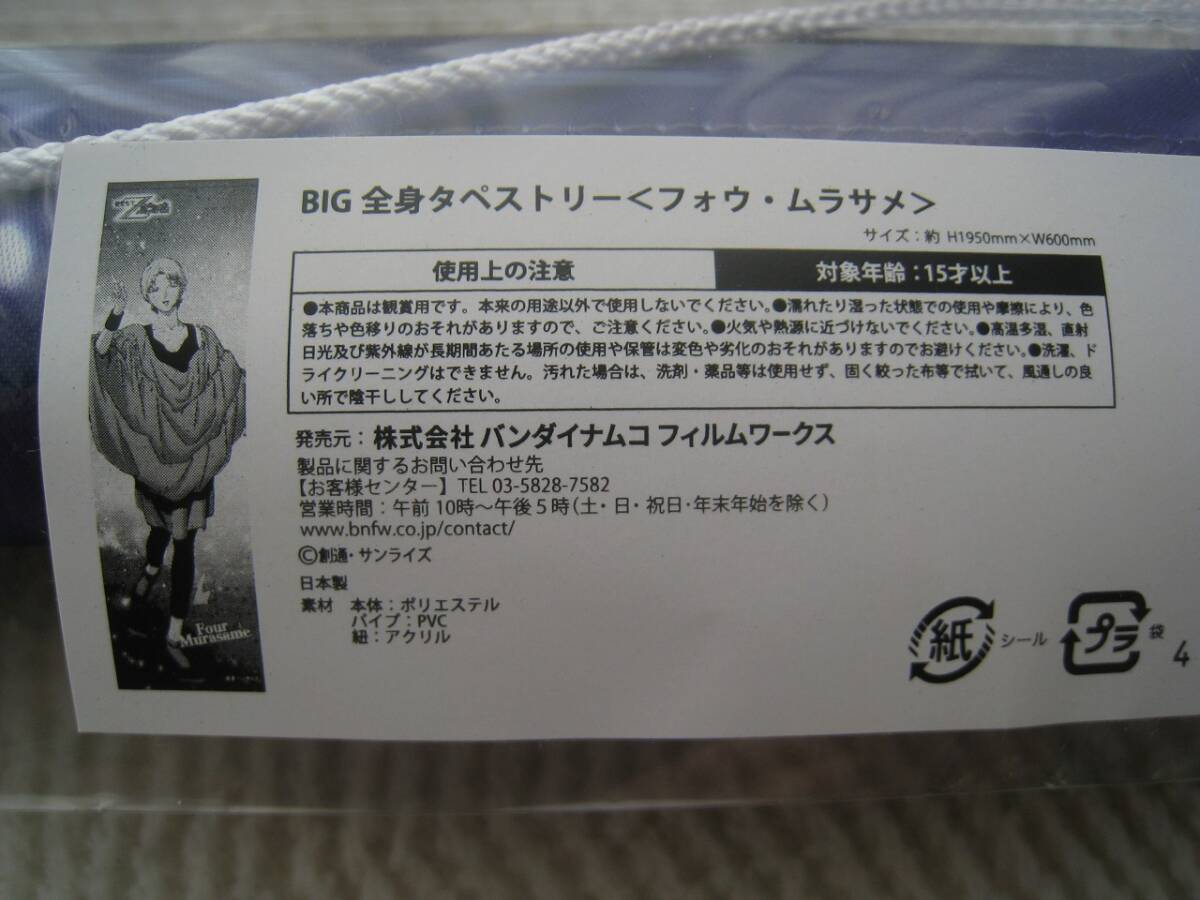 BIG 全身タペストリー＜フォウ・ムラサメ＞
サイズ：約 H1950mm×W600mm
使用上の注意
対象年齢：15才以上
●本商品は観賞用です。本来の用途以外で使用しないでください。●濡れたり湿った状態での使用や摩擦により、色
落ちや色移りのおそれがありますので、ご注意ください。●火気や熱源に近づけないでください。●高温多湿、直射
日光及び紫外線が長期間あたる場所の使用や保管は変色や劣化のおそれがありますのでお避けください。●洗濯、ド
ライクリーニングはできません。汚れた場合は、洗剤・薬品等は使用せず、固く絞った布等で拭いて、風通しの良
い所で陰干ししてください。
発売元：株式会社 バンダイナムコ フィルムワークス
製品に関するお問い合わせ先
【お客様センター】TEL 03-5828-7582
営業時間：午前 10時～午後5時（土・日・祝日・年末年始を除く）
www.bnfw.co.jp/contact/
©創通・サンライズ
日本製
素材 本体：ポリエステル
パイプ：PVC
紐：アクリル
Four
Murasame
紙 シール
プラ 袋
4